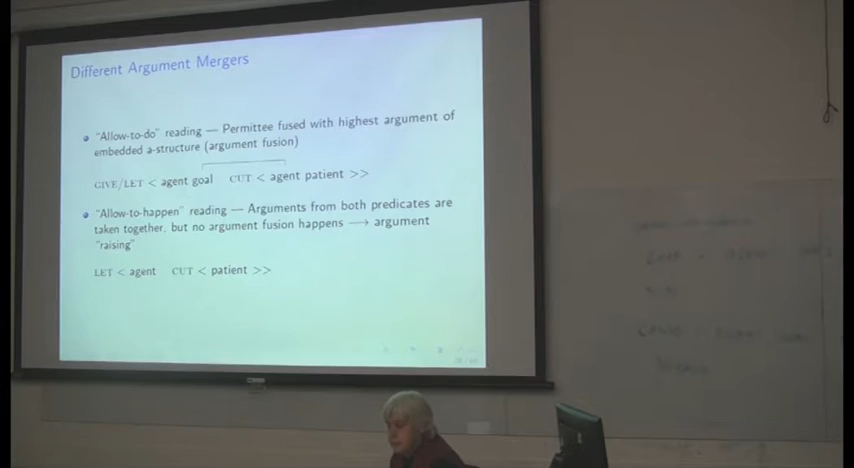 Different Argument Mergers
"Allow-to-do" reading — Permittee fused with highest argument of
embedded a-structure (argument fusion)
GIVE/LET < agent goal CUT < agent patient >>
"Allow-to-happen" reading — Arguments from both predicates are
taken together, but no argument fusion happens → argument
"raising"
LET < agent CUT < patient >>